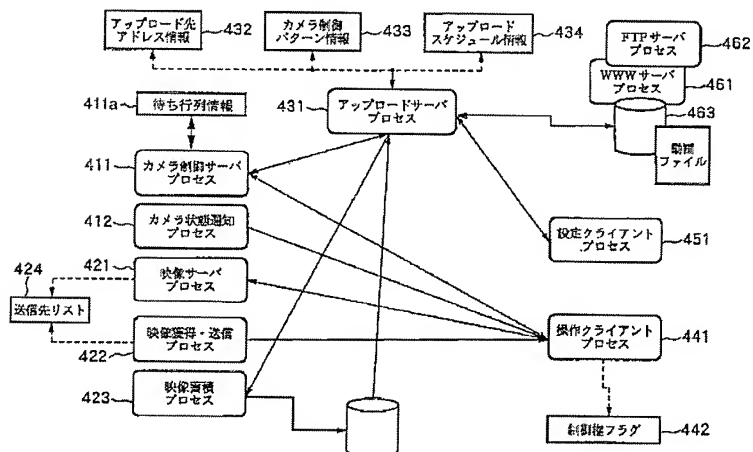 アップロード先
アドレス情報
432
カメラ制御
パターン情報
433
アップロード
スケジュール情報
434
FTPサーバ
プロセス
462
WWWサーバ
プロセス
461
463
動画
ファイル
411a
待ち行列情報
431
アップロードサーバ
プロセス
411
カメラ制御サーバ
プロセス
412
カメラ状態通知
プロセス
設定クライアント
プロセス
451
424
421
映像サーバ
プロセス
送信先リスト
422
映像獲得・送信
プロセス
操作クライアント
プロセス
441
423
映像蓄積
プロセス
制御権フラグ
442